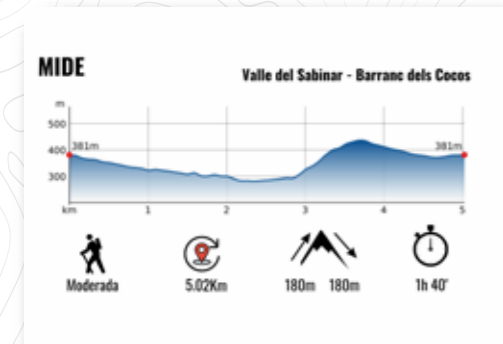 MIDE
Valle del Sabinar - Barranc dels Cocos
m
500
400
300
381m
381m
km
1
2
3
4
5
Moderada
5.02Km
180m 180m
1h 40'